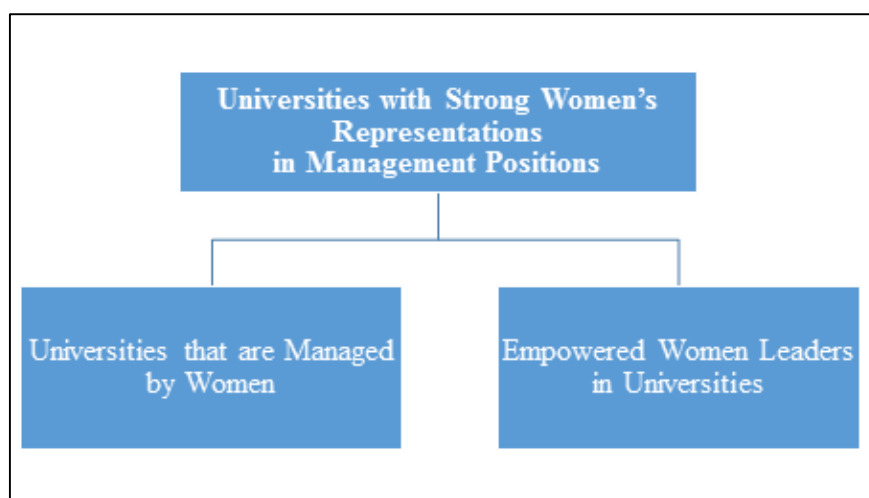 Universities with Strong Women's
Representations
in Management Positions
Universities that are Managed
by Women
Empowered Women Leaders
in Universities